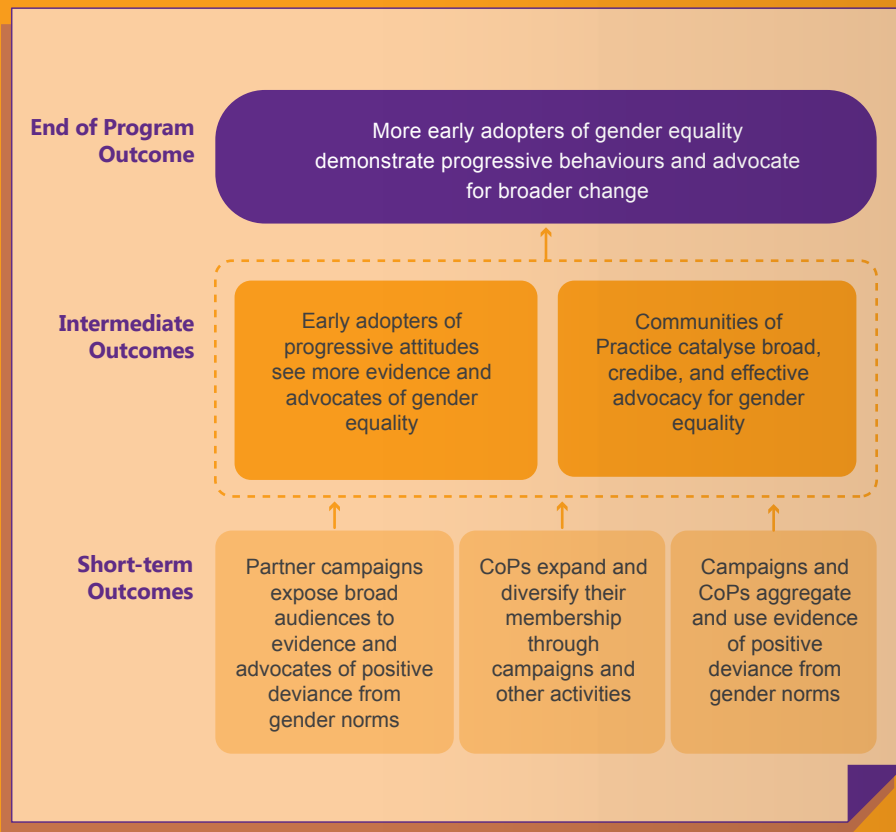 End of Program
Outcome
More early adopters of gender equality
demonstrate progressive behaviours and advocate
for broader change
Intermediate
Outcomes
Early adopters of
progressive attitudes
see more evidence and
advocates of gender
equality
Communities of
Practice catalyse broad,
credibe, and effective
advocacy for gender
equality
Short-term
Outcomes
Partner campaigns
expose broad
audiences to
evidence and
advocates of positive
deviance from
gender norms
CoPs expand and
diversify their
membership
through
campaigns and
other activities
Campaigns and
CoPs aggregate
and use evidence
of positive
deviance from
gender norms